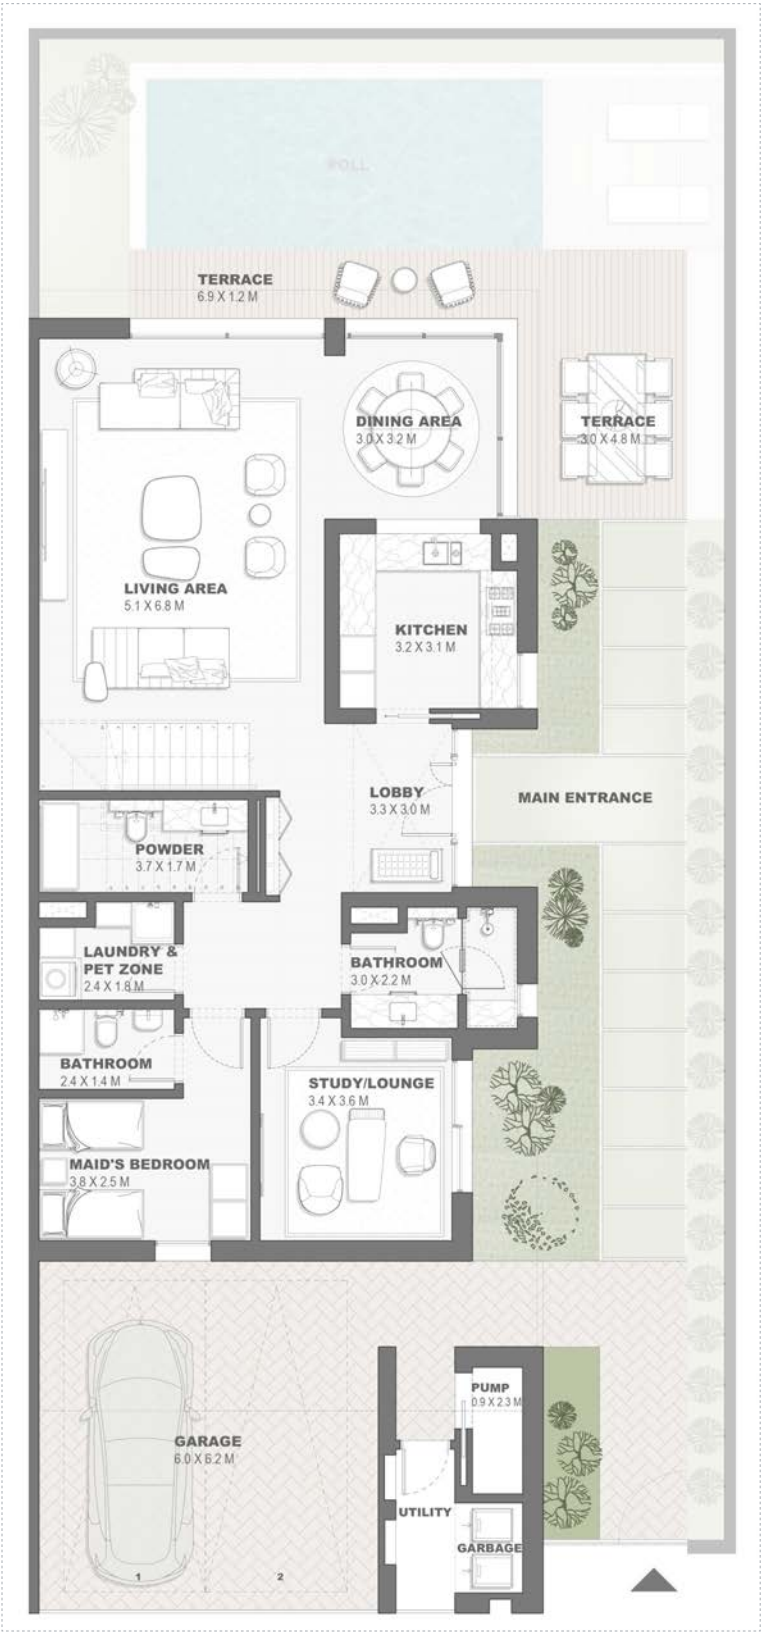 POLL
TERRACE
6.9 X 1.2 M
DINING AREA
3.0 X 3.2 M
TERRACE
3.0 X 4.8 M
LIVING AREA
5.1 X 6.8 M
KITCHEN
3.2 X 3.1 M
LOBBY
3.3 X 3.0 M
MAIN ENTRANCE
POWDER
3.7 X 1.7 M
LAUNDRY &
PET ZONE
2.4 X 1.8 M
BATHROOM
3.0 X 2.2 M
BATHROOM
2.4 X 1.4 M
STUDY/LOUNGE
3.4 X 3.6 M
MAID'S BEDROOM
3.8 X 2.5 M
PUMP
0.9 X 2.3 M
GARAGE
6.0 X 6.2 M
UTILITY
GARBAGE
1
2